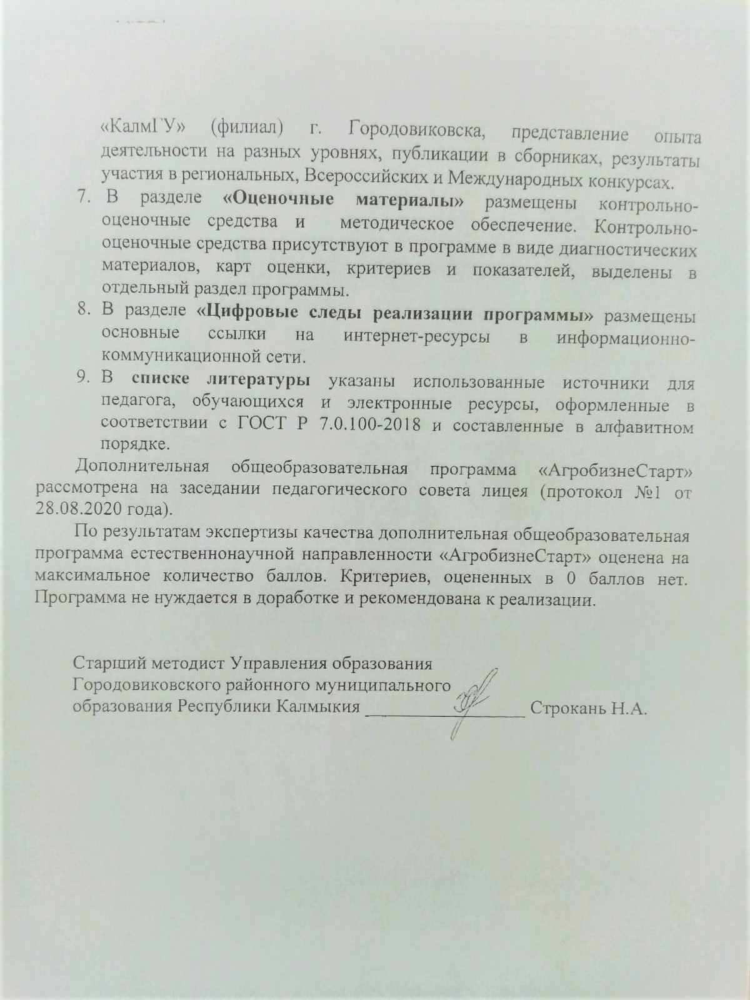 «КалмГУ» (филиал) г. Городовиковска, представление опыта
деятельности на разных уровнях, публикации в сборниках, результаты
участия в региональных, Всероссийских и Международных конкурсах.
7. В разделе «Оценочные материалы» размещены контрольно-
оценочные средства и методическое обеспечение. Контрольно-
оценочные средства присутствуют в программе в виде диагностических
материалов, карт оценки, критериев и показателей, выделены в
отдельный раздел программы.
8. В разделе «Цифровые следы реализации программы» размещены
основные ссылки на интернет-ресурсы в информационно-
коммуникационной сети.
9. В списке литературы указаны использованные источники для
педагога, обучающихся и электронные ресурсы, оформленные в
соответствии с ГОСТ Р 7.0.100-2018 и составленные в алфавитном
порядке.
Дополнительная общеобразовательная программа «АгробизнеСтарт»
рассмотрена на заседании педагогического совета лицея (протокол №1 от
28.08.2020 года).
По результатам экспертизы качества дополнительная общеобразовательная
программа естественнонаучной направленности «АгробизнеСтарт» оценена на
максимальное количество баллов. Критериев, оцененных в 0 баллов нет.
Программа не нуждается в доработке и рекомендована к реализации.
Старший методист Управления образования
Городовиковского районного муниципального
образования Республики Калмыкия Строкань Н.А.